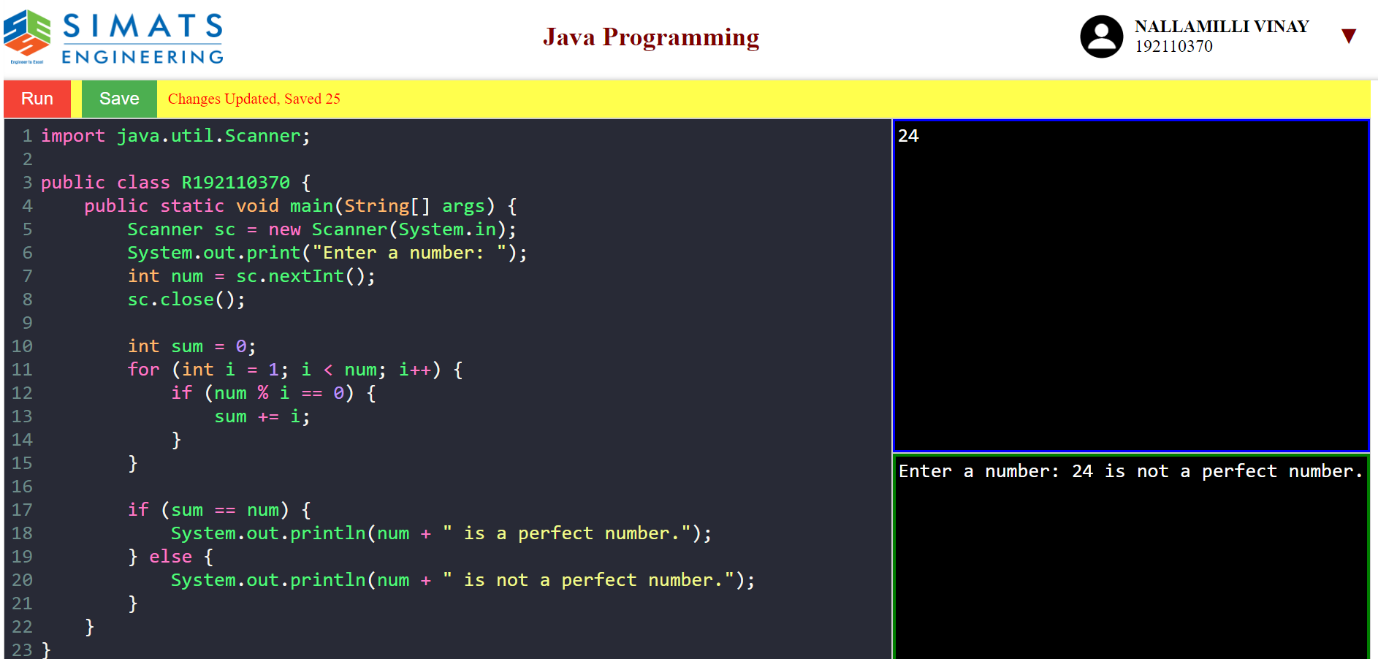 SIMATS
ENGINEERING
Engineer to Excel
Java Programming
NALLAMILLI VINAY
192110370
▼
Run
Save
Changes Updated, Saved 25
1 import java.util.Scanner;
2
3 public class R192110370 {
4     public static void main(String[] args) {
5         Scanner sc = new Scanner(System.in);
6         System.out.print("Enter a number: ");
7         int num = sc.nextInt();
8         sc.close();
9
10         int sum = 0;
11         for (int i = 1; i < num; i++) {
12             if (num % i == 0) {
13                 sum += i;
14             }
15         }
16
17         if (sum == num) {
18             System.out.println(num + " is a perfect number.");
19         } else {
20             System.out.println(num + " is not a perfect number.");
21         }
22     }
23 }
24
Enter a number: 24 is not a perfect number.